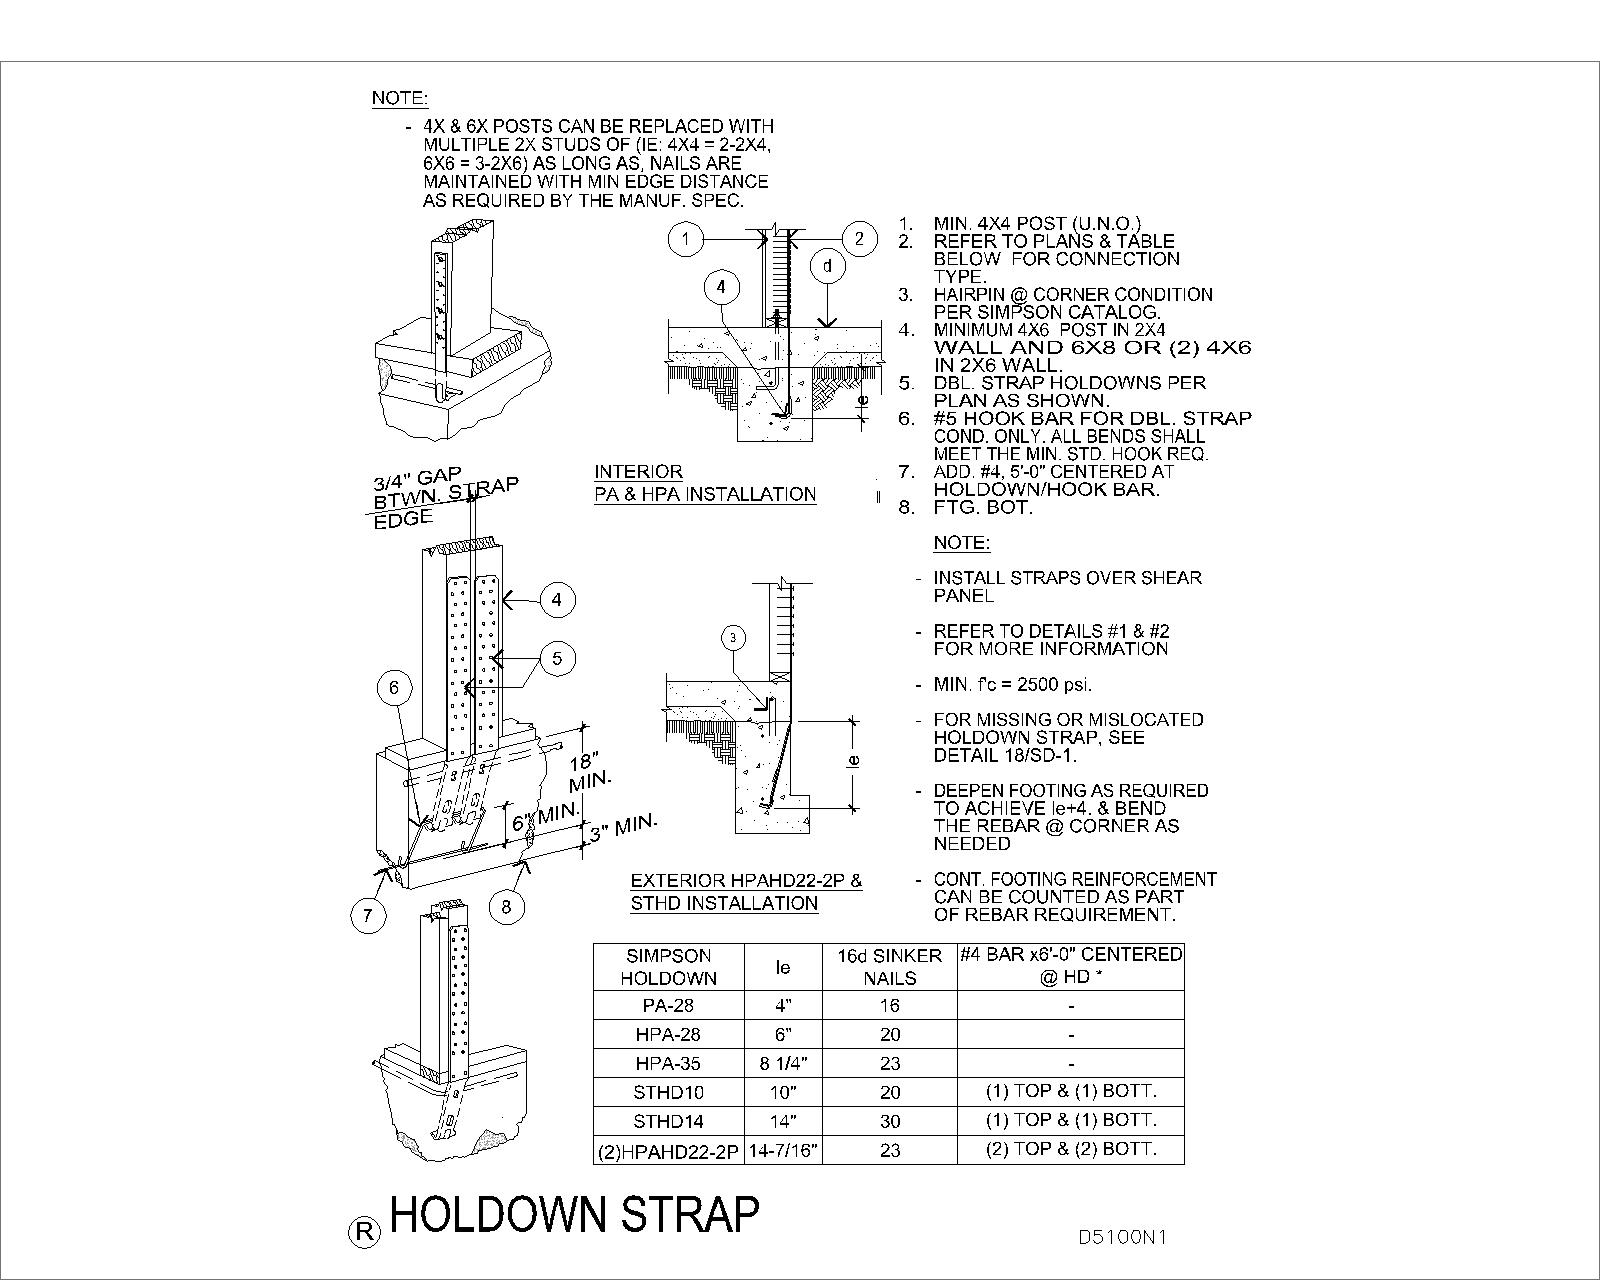 NOTE:
- 4X & 6X POSTS CAN BE REPLACED WITH
MULTIPLE 2X STUDS OF (IE: 4X4 = 2-2X4,
6X6 = 3-2X6) AS LONG AS, NAILS ARE
MAINTAINED WITH MIN EDGE DISTANCE
AS REQUIRED BY THE MANUF. SPEC.
1
2
d
4
le
INTERIOR
PA & HPA INSTALLATION
1. MIN. 4X4 POST (U.N.O.)
2. REFER TO PLANS & TABLE
BELOW FOR CONNECTION
TYPE.
3. HAIRPIN @ CORNER CONDITION
PER SIMPSON CATALOG.
4. MINIMUM 4X6 POST IN 2X4
WALL AND 6X8 OR (2) 4X6
IN 2X6 WALL.
5. DBL. STRAP HOLDOWNS PER
PLAN AS SHOWN.
6. #5 HOOK BAR FOR DBL. STRAP
COND. ONLY. ALL BENDS SHALL
MEET THE MIN. STD. HOOK REQ.
7. ADD. #4, 5'-0" CENTERED AT
HOLDOWN/HOOK BAR.
8. FTG. BOT.
NOTE:
- INSTALL STRAPS OVER SHEAR
PANEL
- REFER TO DETAILS #1 & #2
FOR MORE INFORMATION
- MIN. f'c = 2500 psi.
- FOR MISSING OR MISLOCATED
HOLDOWN STRAP, SEE
DETAIL 18/SD-1.
- DEEPEN FOOTING AS REQUIRED
TO ACHIEVE le+4. & BEND
THE REBAR @ CORNER AS
NEEDED
- CONT. FOOTING REINFORCEMENT
CAN BE COUNTED AS PART
OF REBAR REQUIREMENT.
3/4" GAP
BTWN. STRAP
EDGE
4
5
6
18"
MIN.
6" MIN.
3" MIN.
7
8
3
le
EXTERIOR HPAHD22-2P &
STHD INSTALLATION
SIMPSON HOLDOWN le 16d SINKER NAILS #4 BAR x6'-0" CENTERED @ HD *
PA-28 4" 16 -
HPA-28 6" 20 -
HPA-35 8 1/4" 23 -
STHD10 10" 20 (1) TOP & (1) BOTT.
STHD14 14" 30 (1) TOP & (1) BOTT.
(2)HPAHD22-2P 14-7/16" 23 (2) TOP & (2) BOTT.
R HOLDOWN STRAP
D5100N1